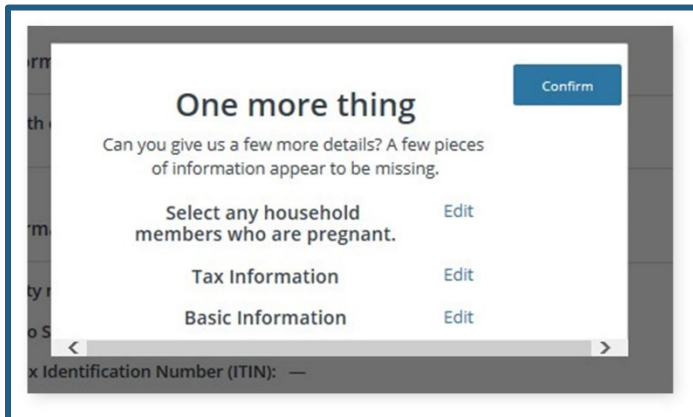 Confirm
One more thing
Can you give us a few more details? A few pieces
of information appear to be missing.
Select any household Edit
members who are pregnant.
Tax Information Edit
Basic Information Edit
Identification Number (ITIN): —